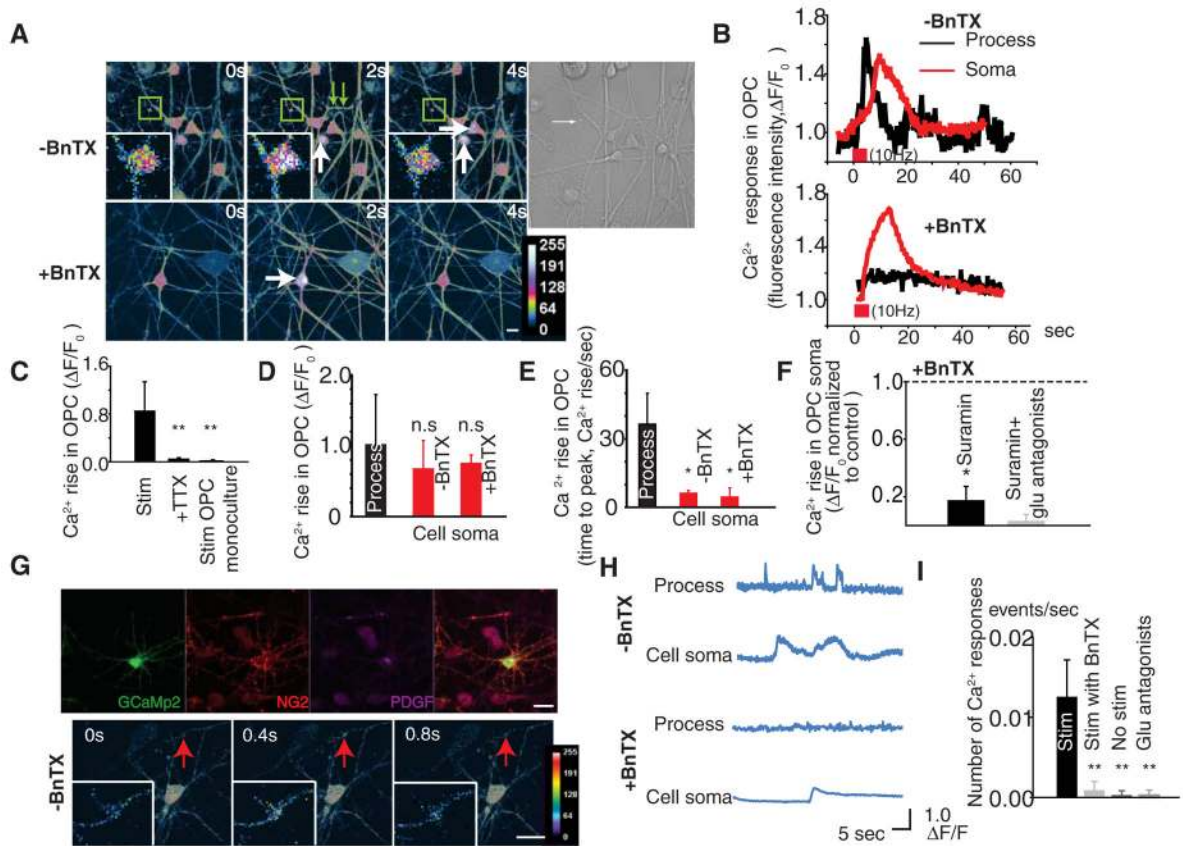 A
0s
2s
4s
-BnTX
0s
2s
4s
+BnTX
255
191
128
64
0
B
-BnTX
Process
Soma
1.8
1.4
1.0
(10Hz)
0 20 40 60
+BnTX
1.8
1.4
1.0
(10Hz)
0 20 40 60 sec
Ca2+ response in OPC
(fluorescence intensity,ΔF/F0)
C
Ca2+ rise in OPC (ΔF/F0)
1.6
0.8
0.0
** **
Stim
+TTX
Stim OPC
monoculture
D
Ca2+ rise in OPC (ΔF/F0)
2.0
1.0
0.0
n.s
n.s
Process
-BnTX
+BnTX
Cell soma
E
Ca 2+ rise in OPC
(time to peak, Ca2+ rise/sec)
60
30
0
Process
* -BnTX
* +BnTX
Cell soma
F
+BnTX
Ca2+ rise in OPC soma
(ΔF/F0 normalized
to control )
1.0
0.2
* Suramin
Suramin+
glu antagonists
G
GCaMp2
NG2
PDGF
-BnTX
0s
0.4s
0.8s
255
191
128
64
0
H
-BnTX
Process
Cell soma
+BnTX
Process
Cell soma
5 sec
1.0
ΔF/F
I
events/sec
Number of Ca2+ responses
0.02
0.01
0.00
Stim
** Stim with BnTX
** No stim
** Glu antagonists